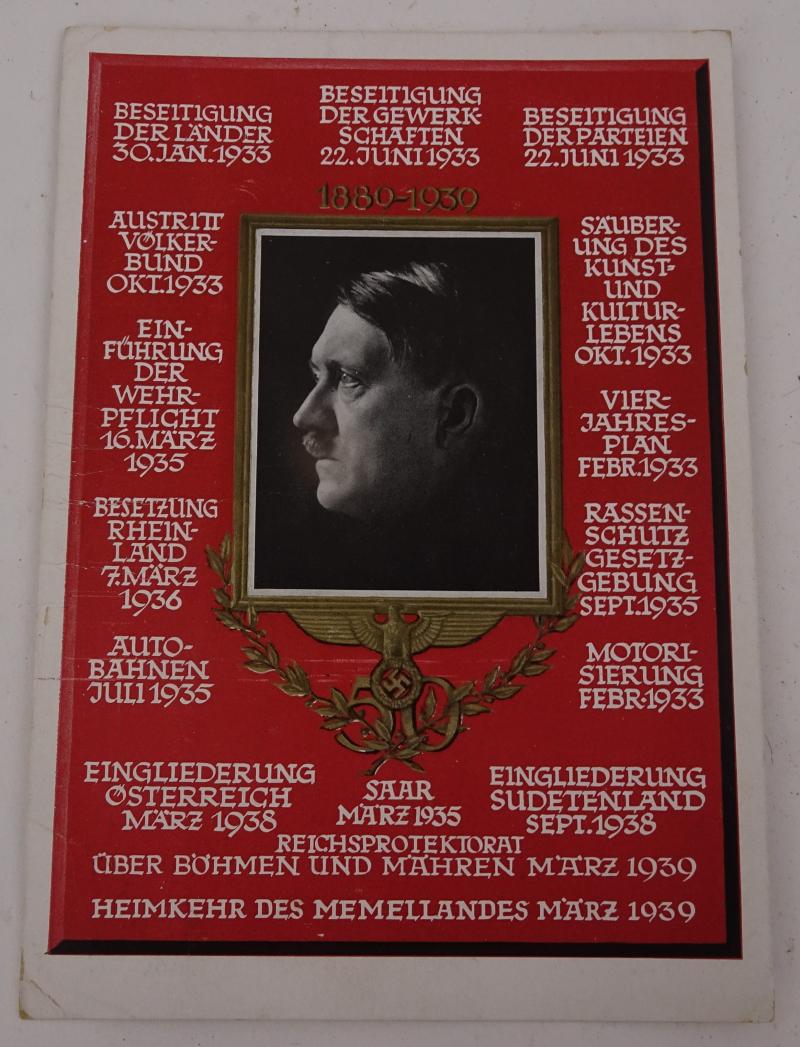 BESEITIGUNG
DER LÄNDER
30.JAN.1933
BESEITIGUNG
DER GEWERK-
SCHAFTEN
22.JUNI 1933
BESEITIGUNG
DER PARTEIEN
22.JUNI 1933
1889-1939
AUSTRITT
VÖLKER-
BUND
OKT.1933
EIN-
FÜHRUNG
DER
WEHR-
PFLICHT
16.MÄRZ
1935
BESETZUNG
RHEIN-
LAND
7.MÄRZ
1936
AUTO-
BAHNEN
JULI 1935
SÄUBER-
UNG DES
KUNST-
UND
KULTUR-
LEBENS
OKT.1933
VIER-
JAHRES-
PLAN
FEBR.1933
RASSEN-
SCHUTZ
GESETZ-
GEBUNG
SEPT.1935
MOTORI-
SIERUNG
FEBR.1933
50
EINGLIEDERUNG
ÖSTERREICH
MÄRZ 1938
SAAR
MÄRZ 1935
EINGLIEDERUNG
SUDETENLAND
SEPT.1938
REICHSPROTEKTORAT
ÜBER BÖHMEN UND MÄHREN MÄRZ 1939
HEIMKEHR DES MEMELLANDES MÄRZ 1939